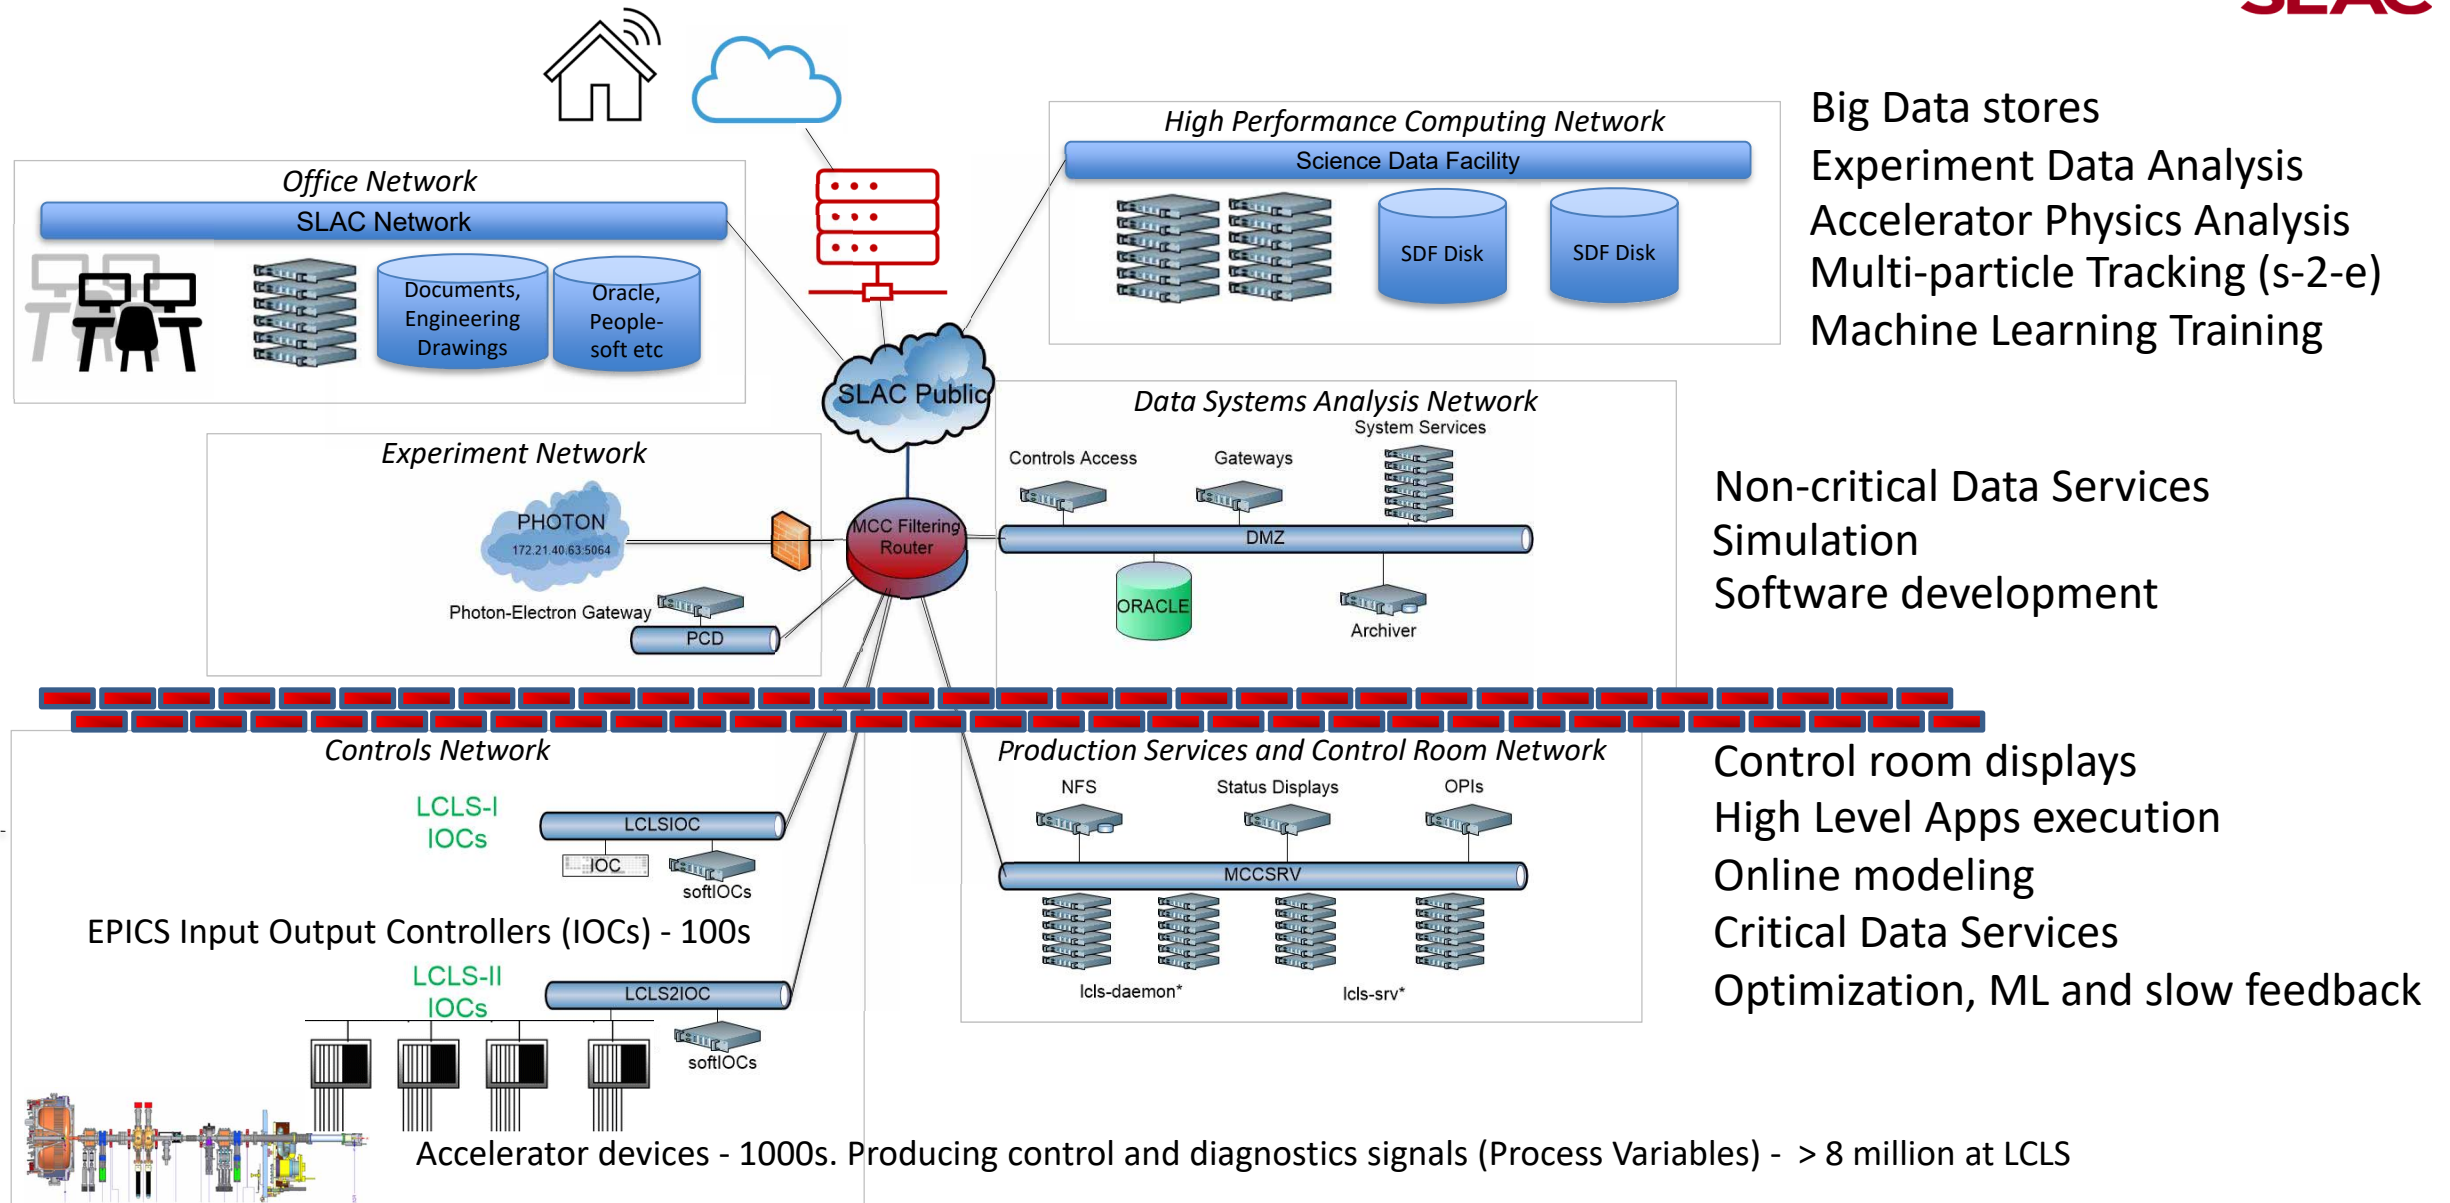 SLAC
High Performance Computing Network
Science Data Facility
SDF Disk
SDF Disk
Big Data stores
Experiment Data Analysis
Accelerator Physics Analysis
Multi-particle Tracking (s-2-e)
Machine Learning Training
Office Network
SLAC Network
Documents,
Engineering
Drawings
Oracle,
People-
soft etc
SLAC Public
Experiment Network
PHOTON
172.21.40.63:5064
Photon-Electron Gateway
PCD
MCC Filtering
Router
Data Systems Analysis Network
System Services
Controls Access
Gateways
DMZ
ORACLE
Archiver
Non-critical Data Services
Simulation
Software development
Controls Network
LCLS-I
IOCs
LCLSIOC
IOC
softIOCs
EPICS Input Output Controllers (IOCs) - 100s
LCLS-II
IOCs
LCLS2IOC
softIOCs
Production Services and Control Room Network
NFS
Status Displays
OPIs
MCCSRV
lcls-daemon*
lcls-srv*
Control room displays
High Level Apps execution
Online modeling
Critical Data Services
Optimization, ML and slow feedback
Accelerator devices - 1000s. Producing control and diagnostics signals (Process Variables) - > 8 million at LCLS